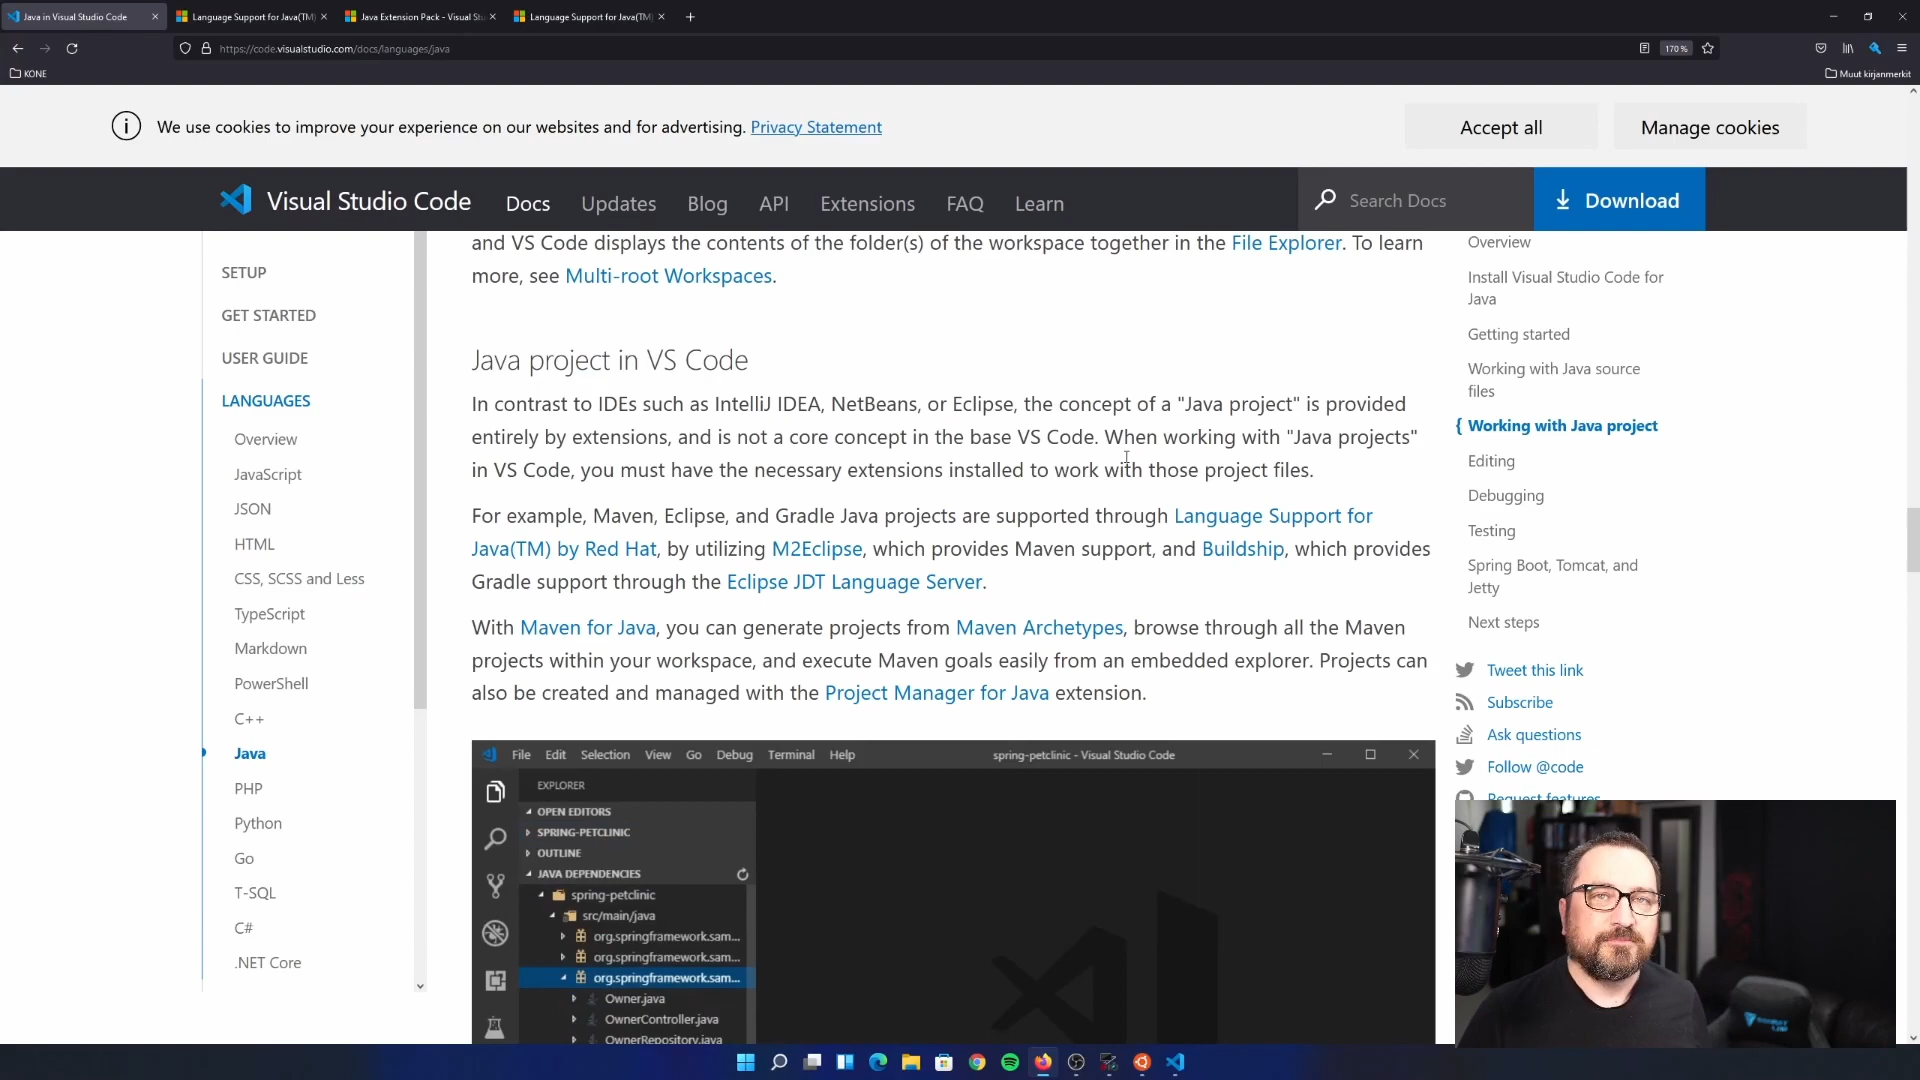 Java in Visual Studio Code
Language Support for Java(TM)
Java Extension Pack - Visual Stu
Language Support for Java(TM)
https://code.visualstudio.com/docs/languages/java
170 %
KONE
Muut kirjanmerkit
We use cookies to improve your experience on our websites and for advertising. Privacy Statement
Accept all
Manage cookies
Visual Studio Code
Docs
Updates
Blog
API
Extensions
FAQ
Learn
Search Docs
Download
SETUP
GET STARTED
USER GUIDE
LANGUAGES
Overview
JavaScript
JSON
HTML
CSS, SCSS and Less
TypeScript
Markdown
PowerShell
C++
Java
PHP
Python
Go
T-SQL
C#
.NET Core
and VS Code displays the contents of the folder(s) of the workspace together in the File Explorer. To learn
more, see Multi-root Workspaces.
Java project in VS Code
In contrast to IDEs such as IntelliJ IDEA, NetBeans, or Eclipse, the concept of a "Java project" is provided
entirely by extensions, and is not a core concept in the base VS Code. When working with "Java projects"
in VS Code, you must have the necessary extensions installed to work with those project files.
For example, Maven, Eclipse, and Gradle Java projects are supported through Language Support for
Java(TM) by Red Hat, by utilizing M2Eclipse, which provides Maven support, and Buildship, which provides
Gradle support through the Eclipse JDT Language Server.
With Maven for Java, you can generate projects from Maven Archetypes, browse through all the Maven
projects within your workspace, and execute Maven goals easily from an embedded explorer. Projects can
also be created and managed with the Project Manager for Java extension.
File Edit Selection View Go Debug Terminal Help
spring-petclinic - Visual Studio Code
EXPLORER
OPEN EDITORS
SPRING-PETCLINIC
OUTLINE
JAVA DEPENDENCIES
spring-petclinic
src/main/java
org.springframework.sam...
org.springframework.sam...
org.springframework.sam...
Owner.java
OwnerController.java
OwnerRepository.java
Overview
Install Visual Studio Code for
Java
Getting started
Working with Java source
files
{ Working with Java project
Editing
Debugging
Testing
Spring Boot, Tomcat, and
Jetty
Next steps
Tweet this link
Subscribe
Ask questions
Follow @code
Request features